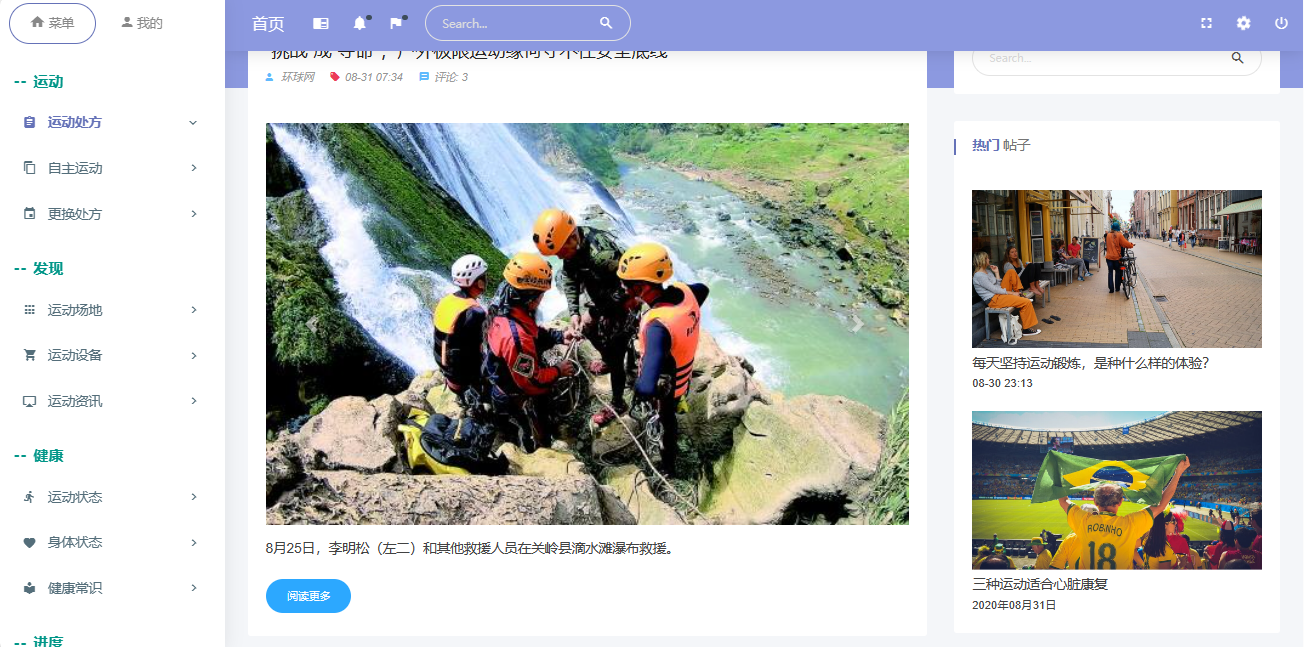 菜单
我的
-- 运动
运动处方
自主运动
更换处方
-- 发现
运动场地
运动设备
运动资讯
-- 健康
运动状态
身体状态
健康常识
-- 进度
首页
Search...
环球网
08-31 07:34
评论: 3
8月25日，李明松（左二）和其他救援人员在关岭县滴水滩瀑布救援。
阅读更多
Search...
热门 帖子
每天坚持运动锻炼，是种什么样的体验?
08-30 23:13
ROBINHO
18
三种运动适合心脏康复
2020年08月31日